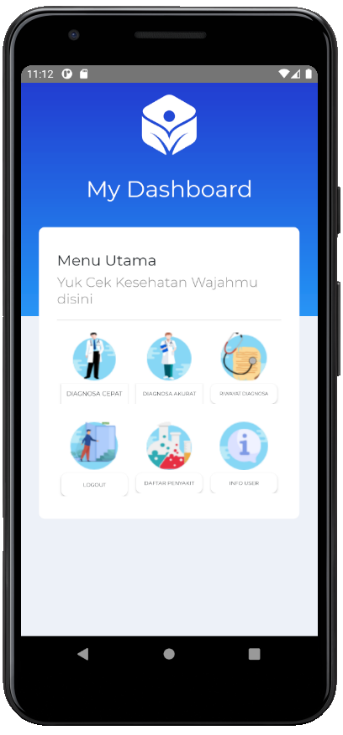 11:12
My Dashboard
Menu Utama
Yuk Cek Kesehatan Wajahmu
disini
DIAGNOSA CEPAT
DIAGNOSA AKURAT
RIWAYAT DIAGNOSA
LOGOUT
DAFTAR PENYAKIT
INFO USER